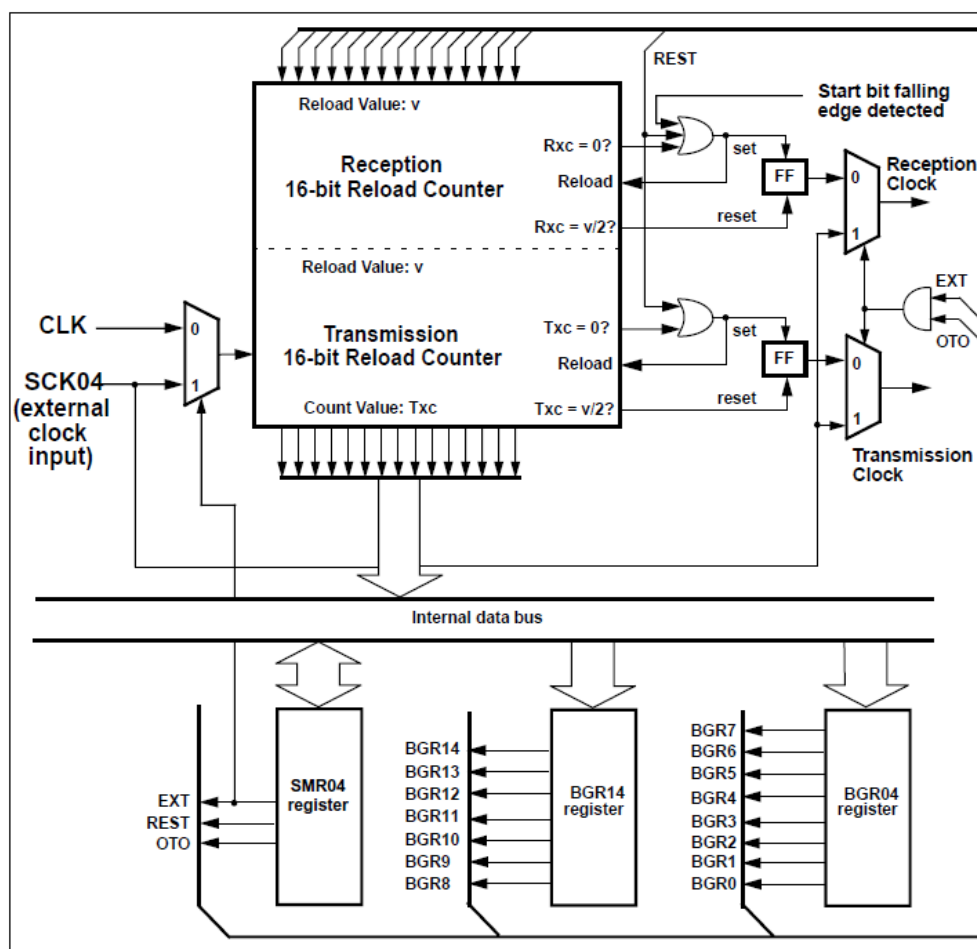 REST
Start bit falling
edge detected
Reload Value: v
Reception
16-bit Reload Counter
Rxc = 0?
set
Reload
FF
Rxc = v/2?
reset
0
1
Reception
Clock
Reload Value: v
Transmission
16-bit Reload Counter
Txc = 0?
set
Reload
FF
Count Value: Txc
Txc = v/2?
reset
EXT
OTO
0
1
Transmission
Clock
CLK
0
SCK04
1
(external
clock
input)
Internal data bus
SMR04
register
EXT
REST
OTO
BGR14
BGR13
BGR12
BGR11
BGR10
BGR9
BGR8
BGR14
register
BGR7
BGR6
BGR5
BGR4
BGR3
BGR2
BGR1
BGR0
BGR04
register